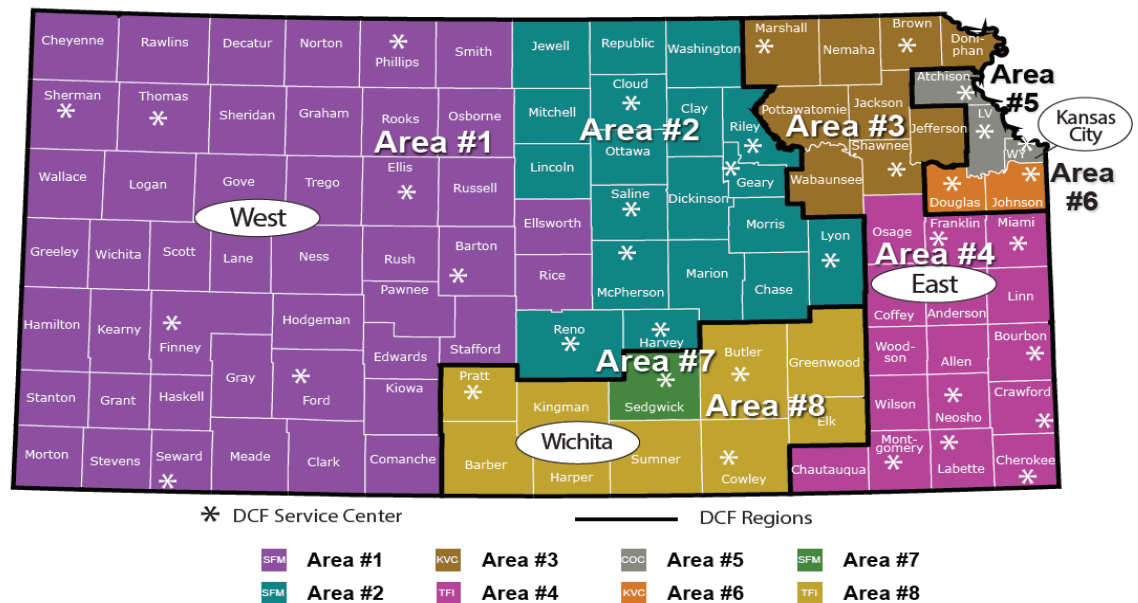 Cheyenne Rawlins Decatur Norton Phillips Smith Jewell Republic Washington Marshall Nemaha Brown Doni-
phan
Sherman Thomas Sheridan Graham Rooks Osborne Mitchell Cloud Clay Riley Pottawatomie Jackson Atchison Area
#5
Area #1 Area #2 Area #3 Jefferson LV Kansas
City
Ottawa Shawnee WY
Wallace Logan Gove Trego Ellis Russell Lincoln Saline Dickinson Geary Wabaunsee Douglas Johnson Area
#6
West
Ellsworth Morris Lyon Osage Franklin Miami
Greeley Wichita Scott Lane Ness Rush Barton Rice McPherson Marion Chase Area #4
East
Pawnee Linn
Hamilton Kearny Finney Hodgeman Stafford Reno Harvey Coffey Anderson
Edwards Area #7 Butler Greenwood Wood-
son Allen Bourbon
Gray Ford Kiowa Pratt Kingman Sedgwick Area #8 Elk Wilson Neosho Crawford
Stanton Grant Haskell
Wichita
Morton Stevens Seward Meade Clark Comanche Barber Harper Sumner Cowley Chautauqua Mont-
gomery Labette Cherokee
DCF Service Center DCF Regions
SFM Area #1 KVC Area #3 COC Area #5 SFM Area #7
SFM Area #2 TFI Area #4 KVC Area #6 TFI Area #8